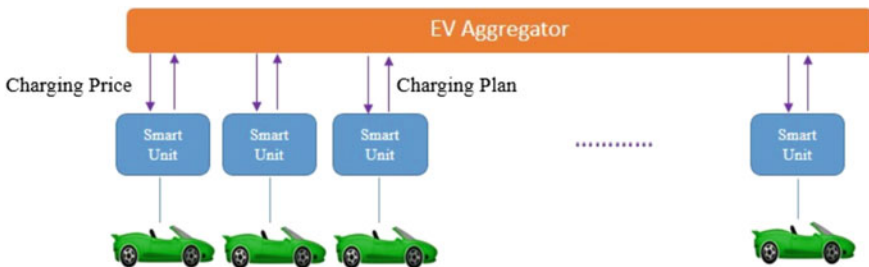 EV Aggregator
Charging Price
Charging Plan
Smart
Unit
Smart
Unit
Smart
Unit
Smart
Unit